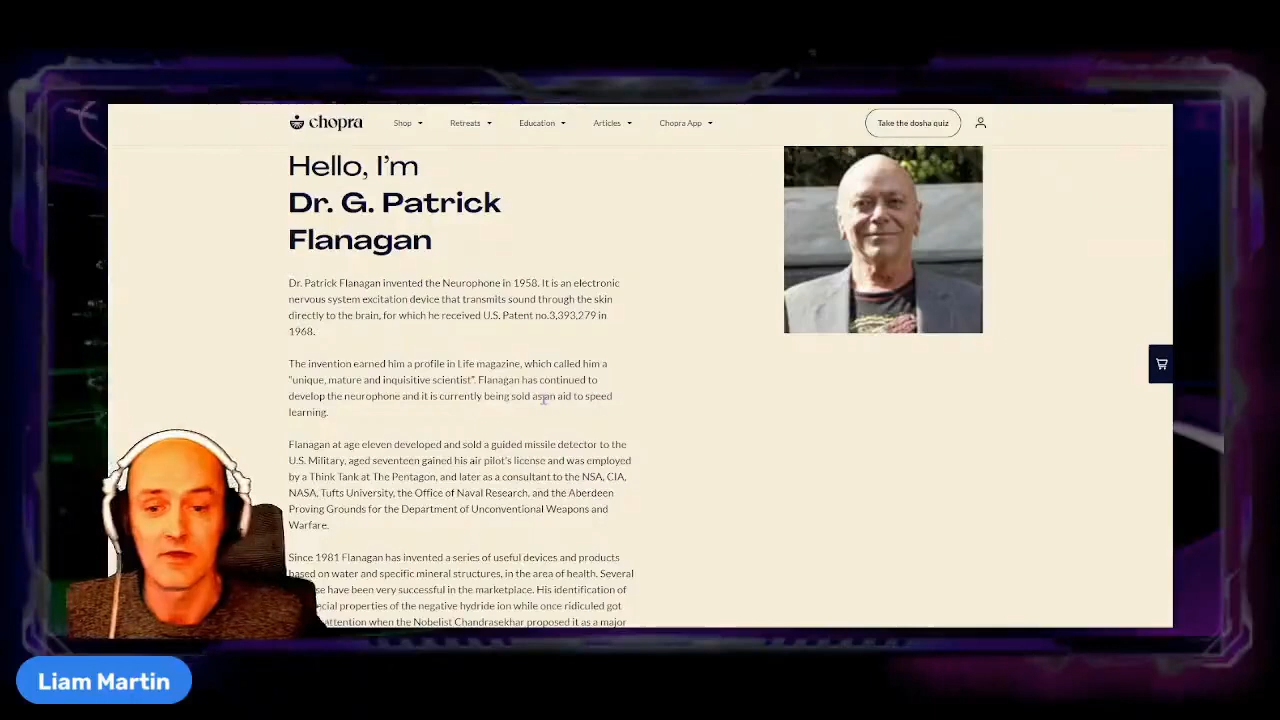 chopra
Shop
Retreats
Education
Articles
Chopra App
Take the dosha quiz
Hello, I'm
Dr. G. Patrick
Flanagan
Dr. Patrick Flanagan invented the Neurophone in 1958. It is an electronic
nervous system excitation device that transmits sound through the skin
directly to the brain, for which he received U.S. Patent no.3,393,279 in
1968.
The invention earned him a profile in Life magazine, which called him a
"unique, mature and inquisitive scientist". Flanagan has continued to
develop the neurophone and it is currently being sold as an aid to speed
learning.
Flanagan at age eleven developed and sold a guided missile detector to the
U.S. Military, aged seventeen gained his air pilot's license and was employed
by a Think Tank at The Pentagon, and later as a consultant to the NSA, CIA,
NASA, Tufts University, the Office of Naval Research, and the Aberdeen
Proving Grounds for the Department of Unconventional Weapons and
Warfare.
Since 1981 Flanagan has invented a series of useful devices and products
based on water and specific mineral structures, in the area of health. Several
have been very successful in the marketplace. His identification of
properties of the negative hydride ion while once ridiculed got
attention when the Nobelist Chandrasekhar proposed it as a major
Liam Martin